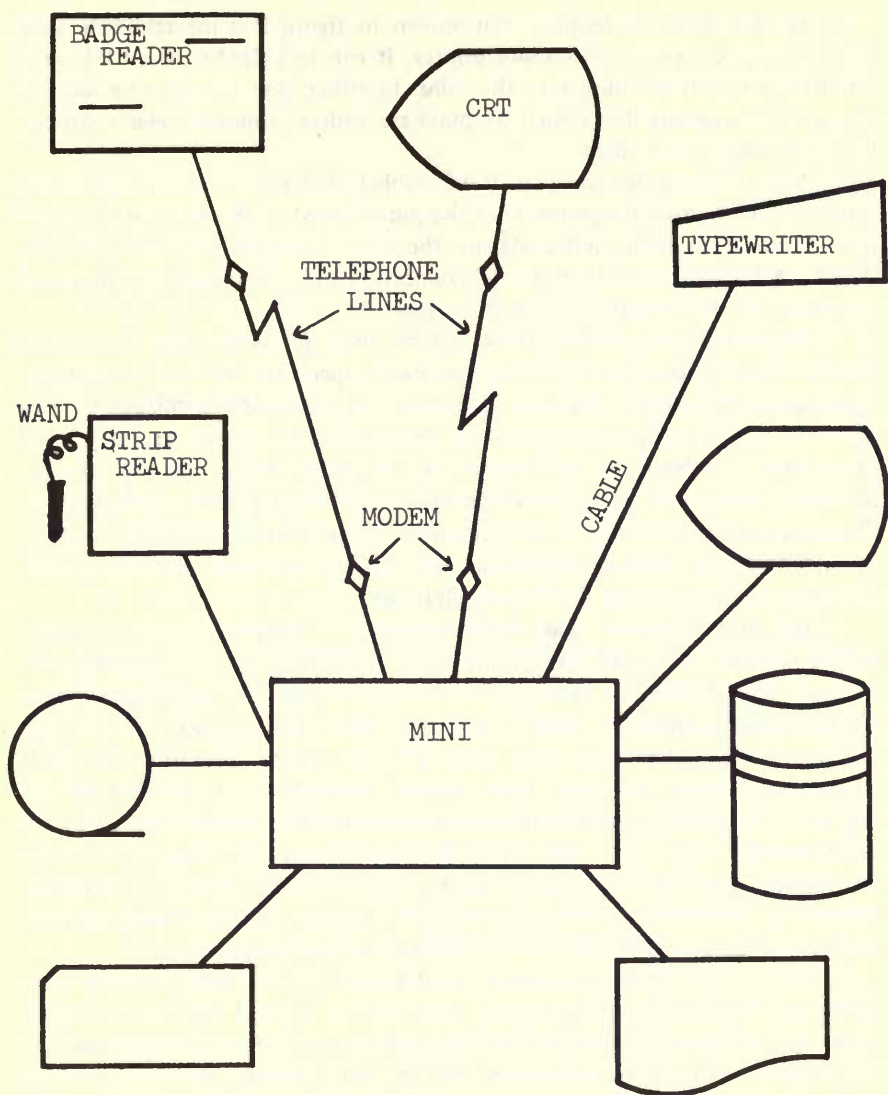 BADGE
READER
CRT
TYPEWRITER
TELEPHONE
LINES
WAND
STRIP
READER
CABLE
MODEM
MINI